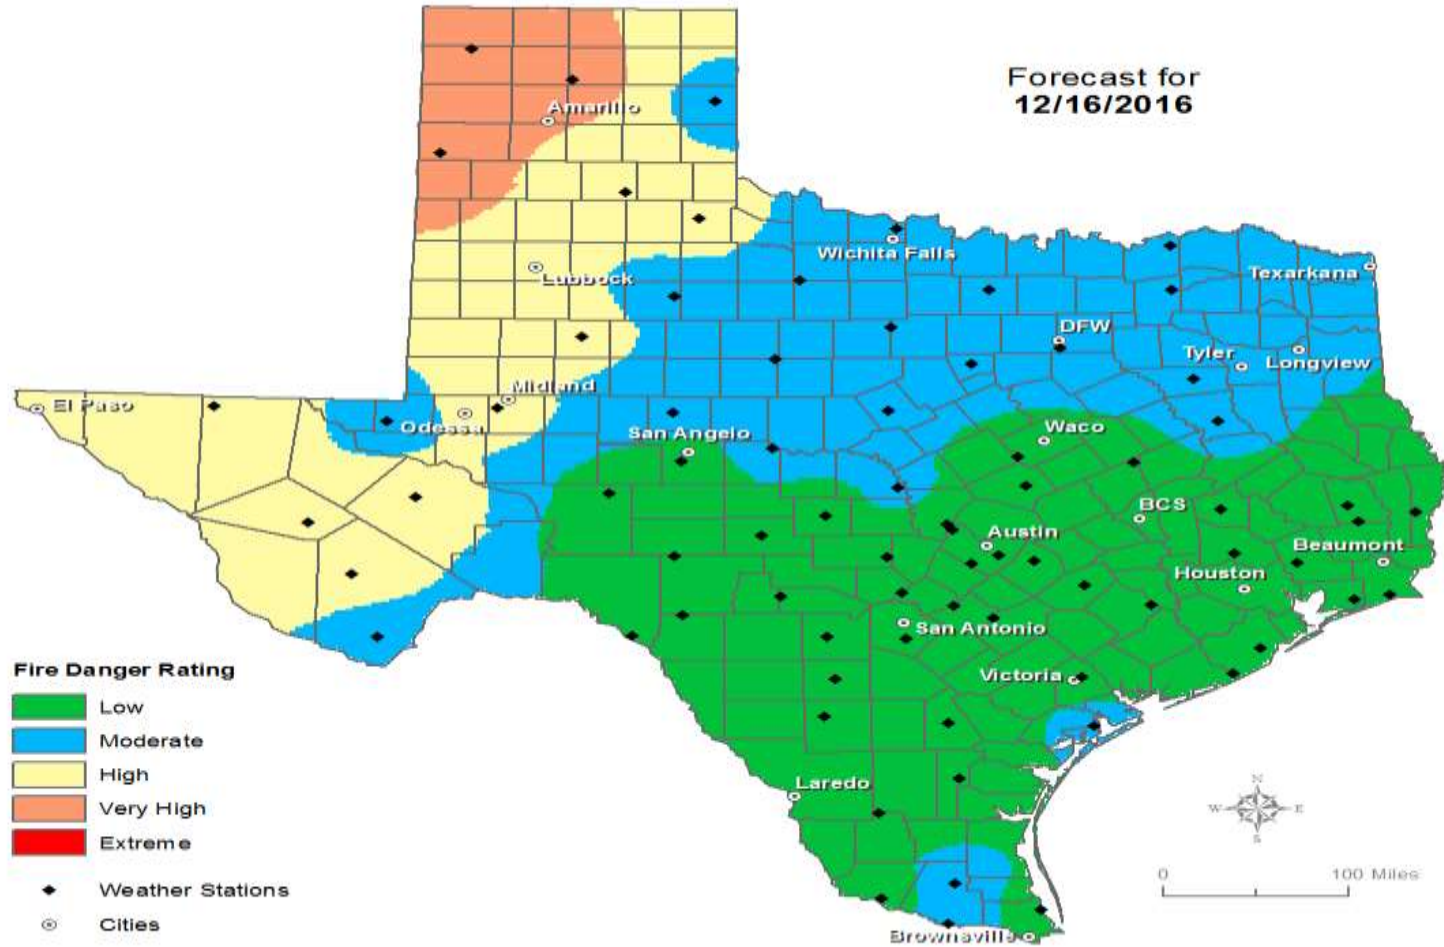 Forecast for
12/16/2016
Amarillo
Wichita Falls
Texarkana
Lubbock
DFW
Tyler
Longview
Midland
El Paso
Odessa
San Angelo
Waco
BCS
Austin
Beaumont
Houston
San Antonio
Victoria
Laredo
Brownsville
Fire Danger Rating
Low
Moderate
High
Very High
Extreme
Weather Stations
Cities
N
W E
S
0 100 Miles